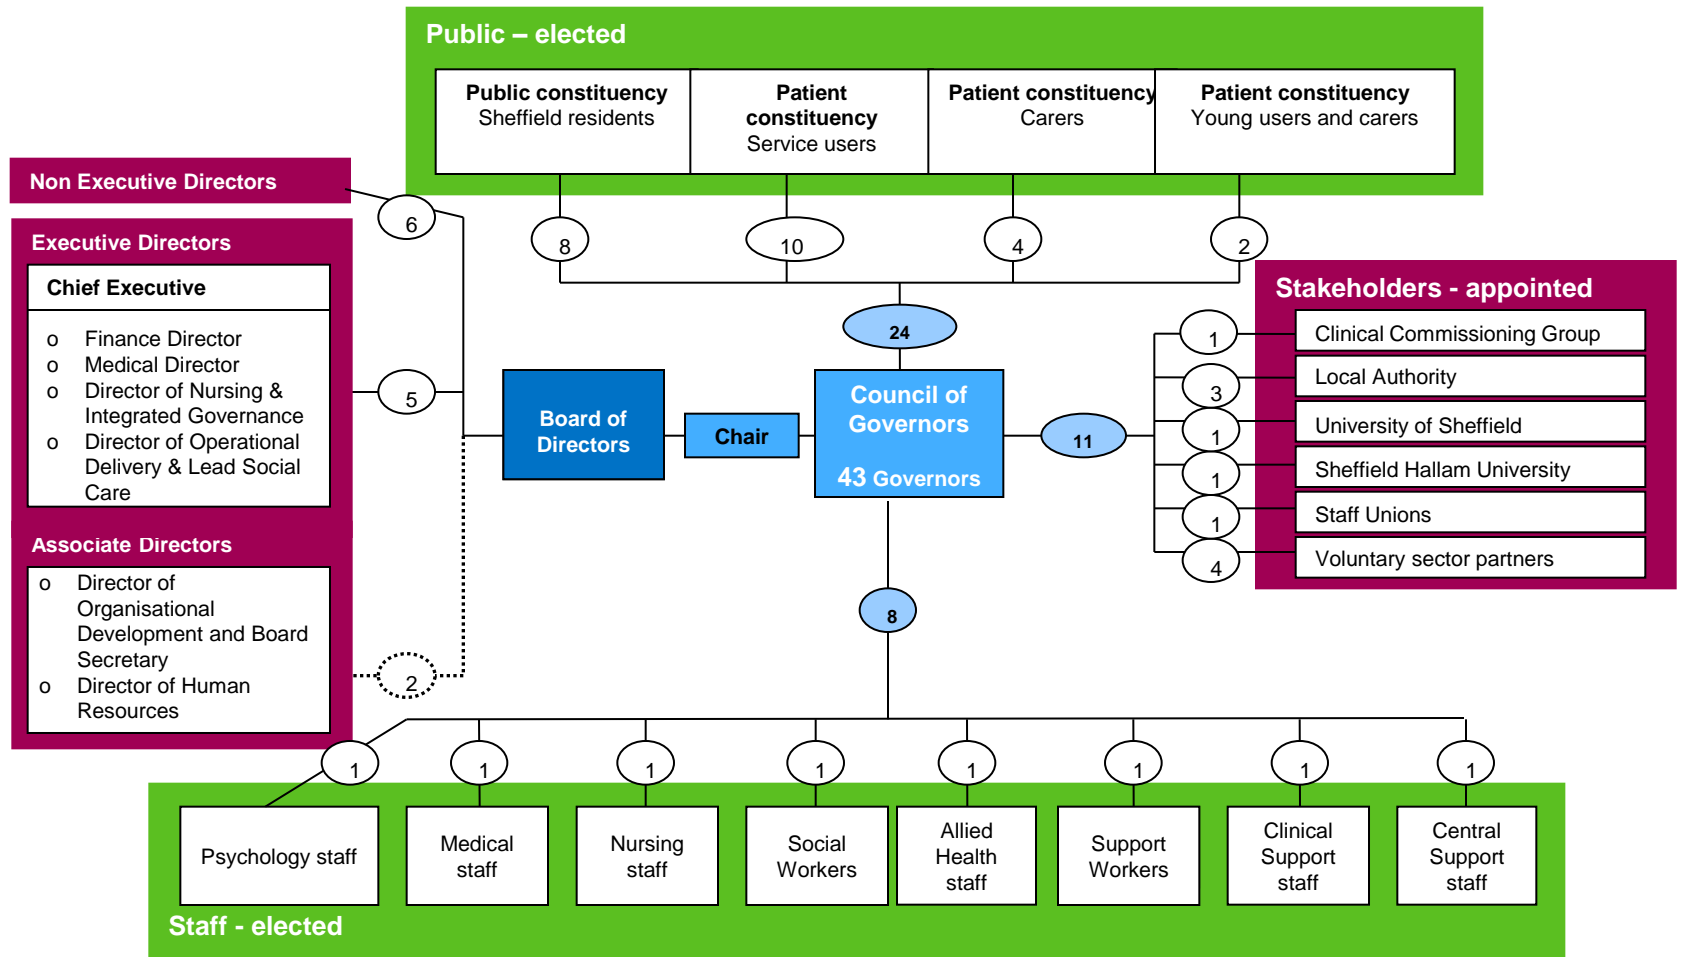 Public – elected
Public constituency
Sheffield residents
Patient
constituency
Service users
Patient constituency
Carers
Patient constituency
Young users and carers
Non Executive Directors
6
8
10
4
2
Executive Directors
Chief Executive
o Finance Director
o Medical Director
o Director of Nursing &
Integrated Governance
o Director of Operational
Delivery & Lead Social
Care
5
Associate Directors
o Director of
Organisational
Development and Board
Secretary
o Director of Human
Resources
2
24
Board of
Directors
Chair
Council of
Governors
43 Governors
11
Stakeholders - appointed
1
Clinical Commissioning Group
3
Local Authority
1
University of Sheffield
1
Sheffield Hallam University
1
Staff Unions
4
Voluntary sector partners
8
1
1
1
1
1
1
1
1
Psychology staff
Medical
staff
Nursing
staff
Social
Workers
Allied
Health
staff
Support
Workers
Clinical
Support
staff
Central
Support
staff
Staff - elected